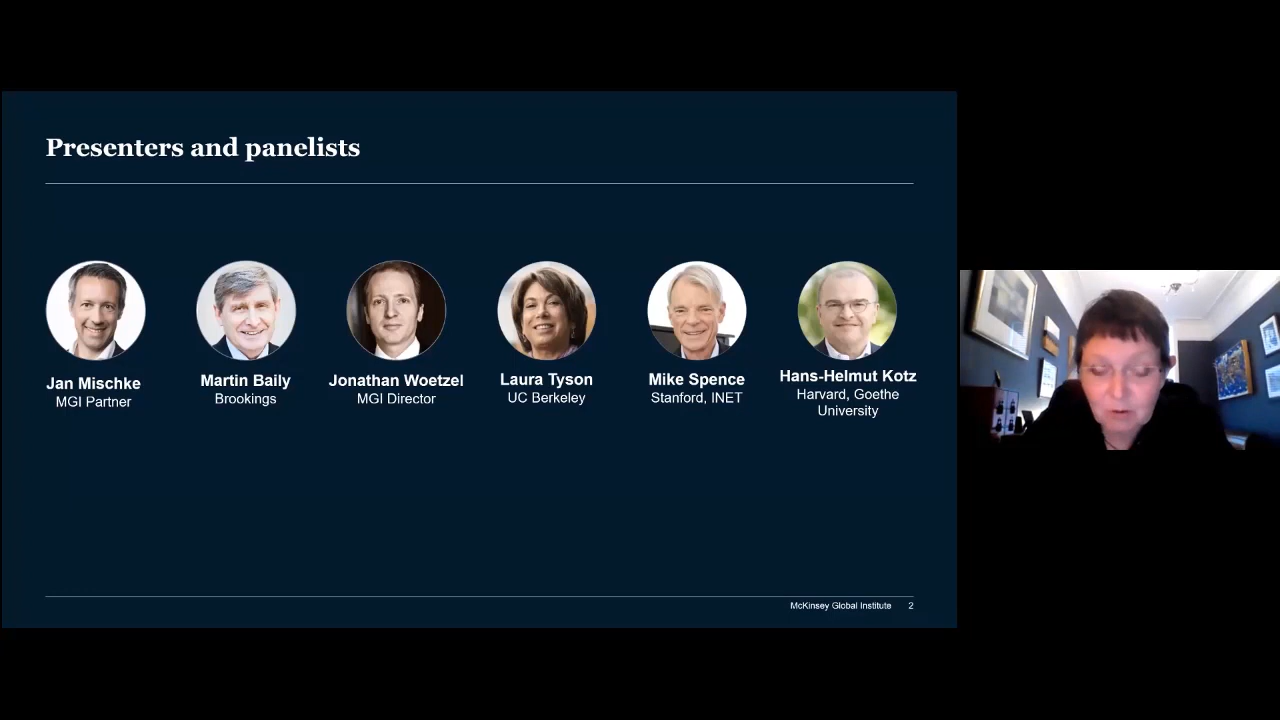 Presenters and panelists
Jan Mischke
MGI Partner
Martin Baily
Brookings
Jonathan Woetzel
MGI Director
Laura Tyson
UC Berkeley
Mike Spence
Stanford, INET
Hans-Helmut Kotz
Harvard, Goethe
University
McKinsey Global Institute 2